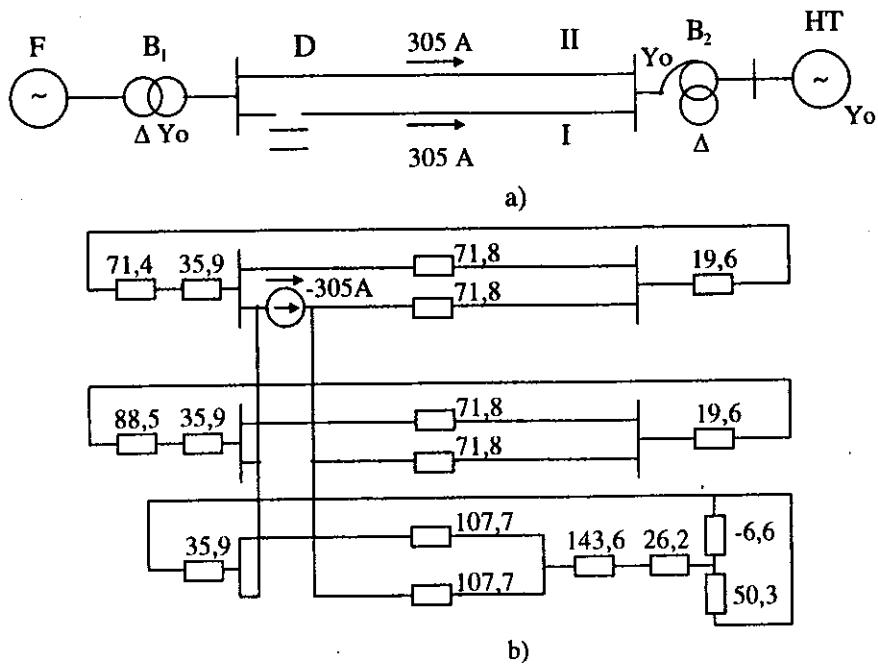 F B₁ D 305 A II B₂ HT
~ Yo ~
Δ Yo I Δ Yo
305 A
a)
71,4 35,9 -305A 71,8 19,6
71,8
88,5 35,9 71,8 19,6
71,8
35,9 107,7 143,6 26,2 -6,6
107,7 50,3
b)